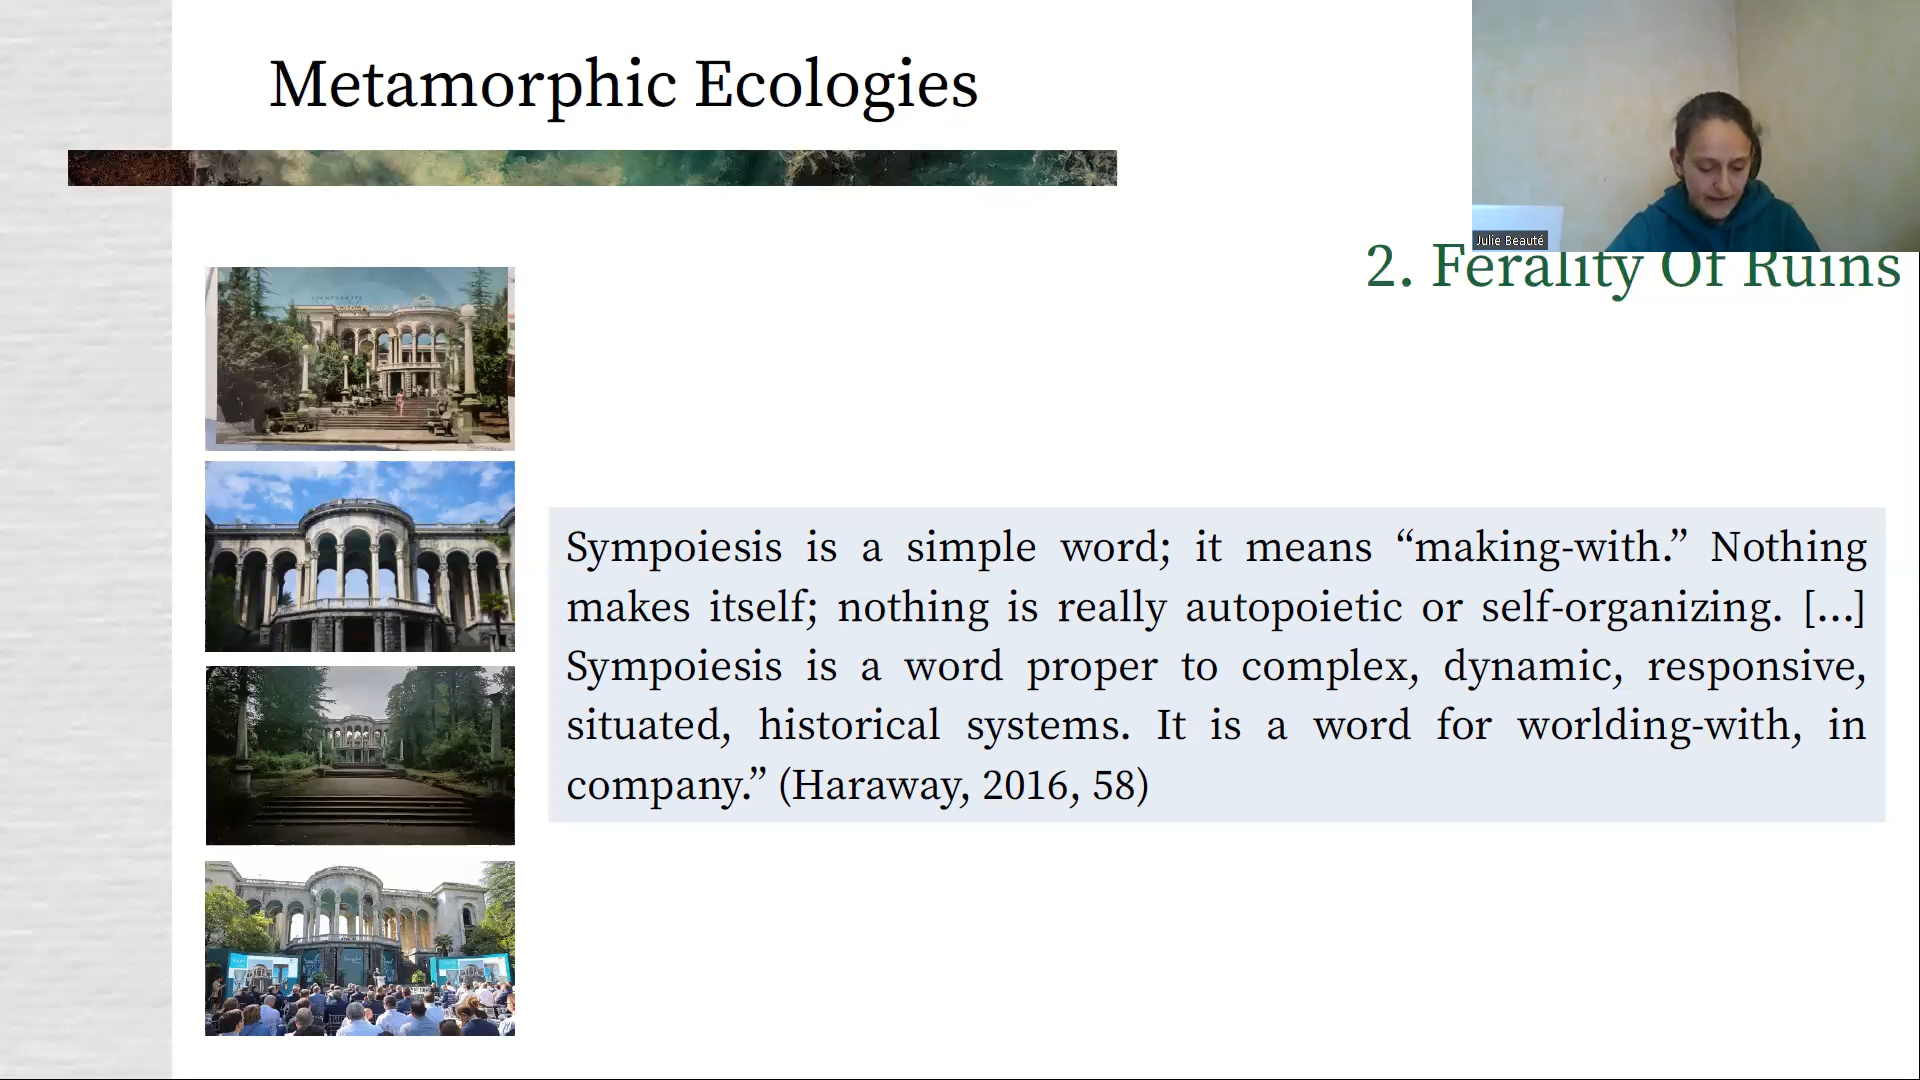 Metamorphic Ecologies
Julie Beauté
2. Ferality Of Ruins
Sympoiesis is a simple word; it means “making-with.” Nothing
makes itself; nothing is really autopoietic or self-organizing. [...]
Sympoiesis is a word proper to complex, dynamic, responsive,
situated, historical systems. It is a word for worlding-with, in
company.” (Haraway, 2016, 58)